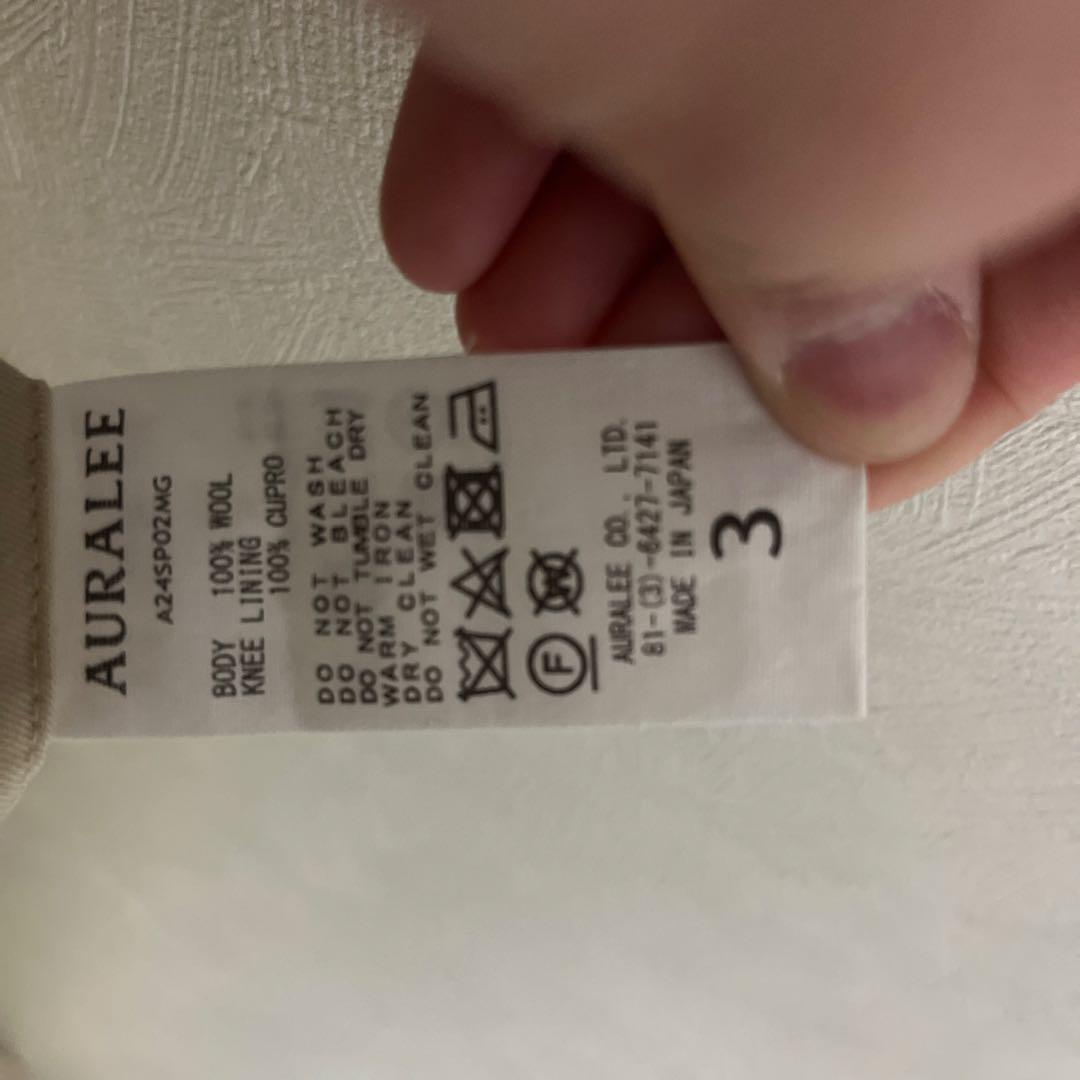 AURALEE
A24SP02MG
BODY 100% WOOL
KNEE LINING
100% CUPRO
DO NOT WASH
DO NOT BLEACH
DO NOT TUMBLE DRY
WARM IRON
DRY CLEAN
DO NOT WET CLEAN
F W
AURALEE CO., LTD.
81-(3)-6427-7141
MADE IN JAPAN
3